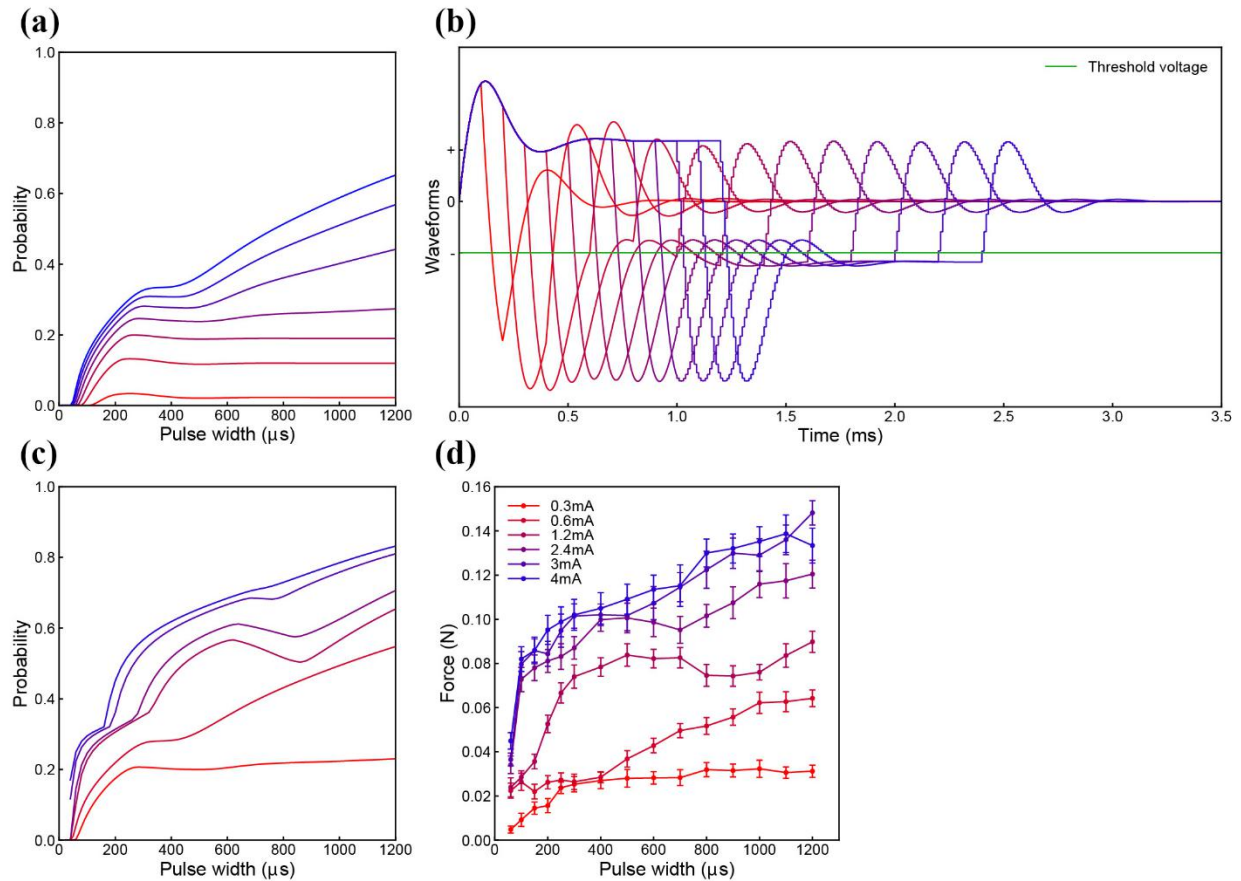 (a)
1.0
0.8
0.6
0.4
0.2
0.0
Probability
0 200 400 600 800 1000 1200
Pulse width (μs)
(b)
Threshold voltage
+
0
-
Waveforms
0.0 0.5 1.0 1.5 2.0 2.5 3.0 3.5
Time (ms)
(c)
1.0
0.8
0.6
0.4
0.2
0.0
Probability
0 200 400 600 800 1000 1200
Pulse width (μs)
(d)
0.16
0.14
0.12
0.10
0.08
0.06
0.04
0.02
0.00
Force (N)
0.3mA
0.6mA
1.2mA
2.4mA
3mA
4mA
0 200 400 600 800 1000 1200
Pulse width (μs)